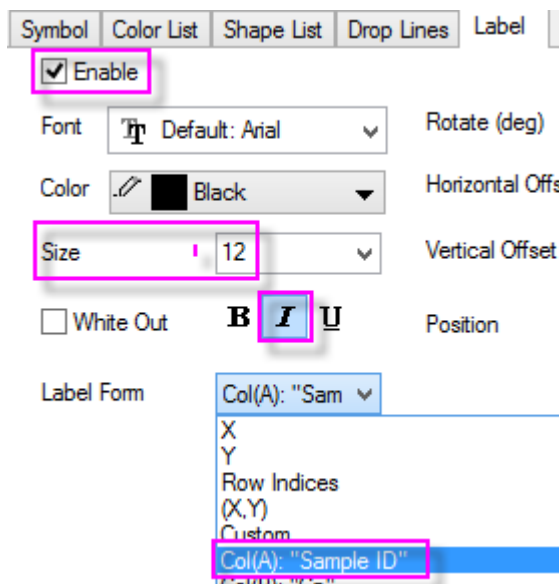 Symbol Color List Shape List Drop Lines Label
Enable
Font Default: Arial Rotate (deg)
Color Black Horizontal Offs
Size 12 Vertical Offset
White Out B I U Position
Label Form Col(A): "Sam
X
Y
Row Indices
(X,Y)
Custom
Col(A): "Sample ID"